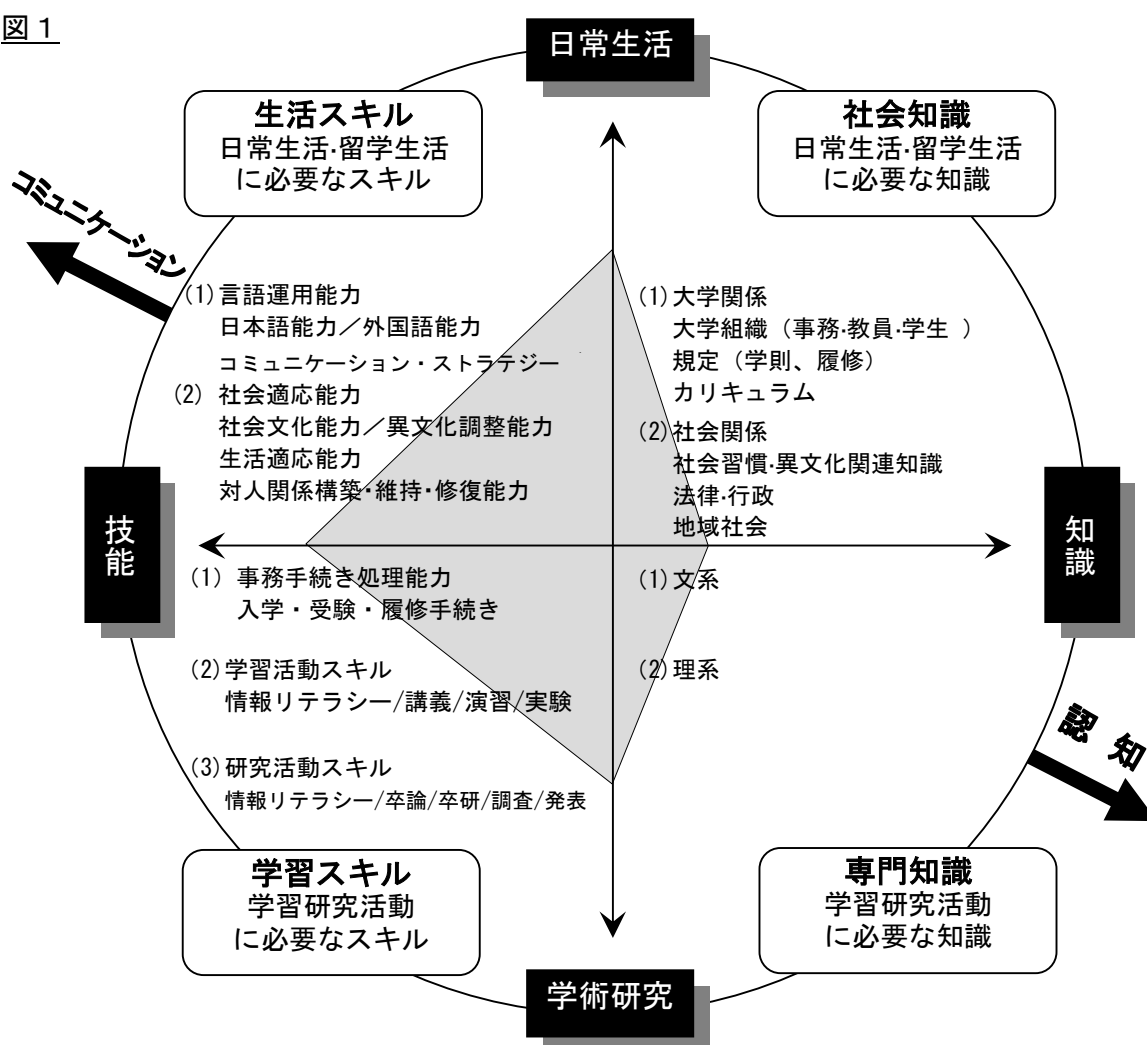 図1
日常生活
生活スキル
日常生活･留学生活
に必要なスキル
社会知識
日常生活･留学生活
に必要な知識
コミュニケーション
(1)言語運用能力
日本語能力／外国語能力
コミュニケーション・ストラテジー
(2) 社会適応能力
社会文化能力／異文化調整能力
生活適応能力
対人関係構築･維持･修復能力
(1)大学関係
大学組織（事務･教員･学生 ）
規定（学則、履修）
カリキュラム
(2)社会関係
社会習慣･異文化関連知識
法律･行政
地域社会
技能
知識
(1) 事務手続き処理能力
入学・受験・履修手続き
(2)学習活動スキル
情報リテラシー/講義/演習/実験
(3)研究活動スキル
情報リテラシー/卒論/卒研/調査/発表
(1)文系
(2)理系
認 知
学習スキル
学習研究活動
に必要なスキル
専門知識
学習研究活動
に必要な知識
学術研究